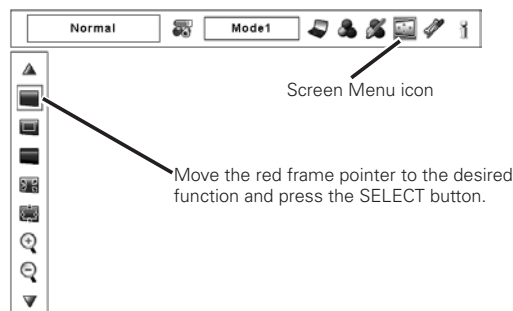 Normal
Mode1
Screen Menu icon
Move the red frame pointer to the desired
function and press the SELECT button.